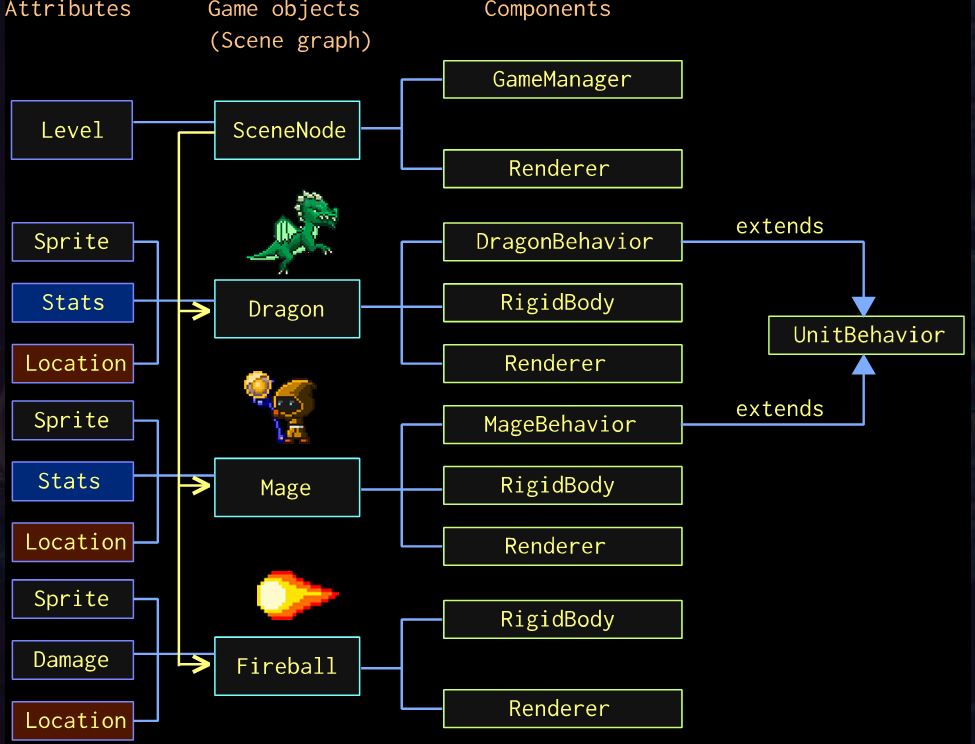 Attributes
Game objects
(Scene graph)
Components
GameManager
Level
SceneNode
Renderer
Sprite
DragonBehavior
extends
Stats
Dragon
RigidBody
UnitBehavior
Location
Renderer
Sprite
MageBehavior
extends
Stats
Mage
RigidBody
Location
Renderer
Sprite
RigidBody
Damage
Fireball
Location
Renderer